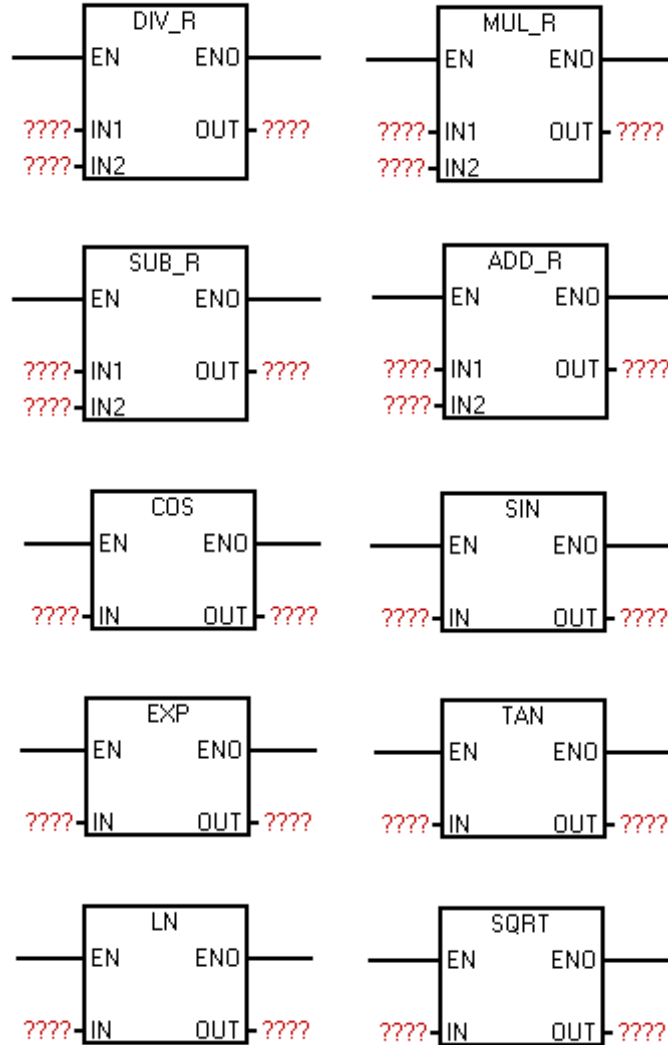 DIV_R
EN ENO
???? IN1 OUT ????
???? IN2
MUL_R
EN ENO
???? IN1 OUT ????
???? IN2
SUB_R
EN ENO
???? IN1 OUT ????
???? IN2
ADD_R
EN ENO
???? IN1 OUT ????
???? IN2
COS
EN ENO
???? IN OUT ????
SIN
EN ENO
???? IN OUT ????
EXP
EN ENO
???? IN OUT ????
TAN
EN ENO
???? IN OUT ????
LN
EN ENO
???? IN OUT ????
SQRT
EN ENO
???? IN OUT ????